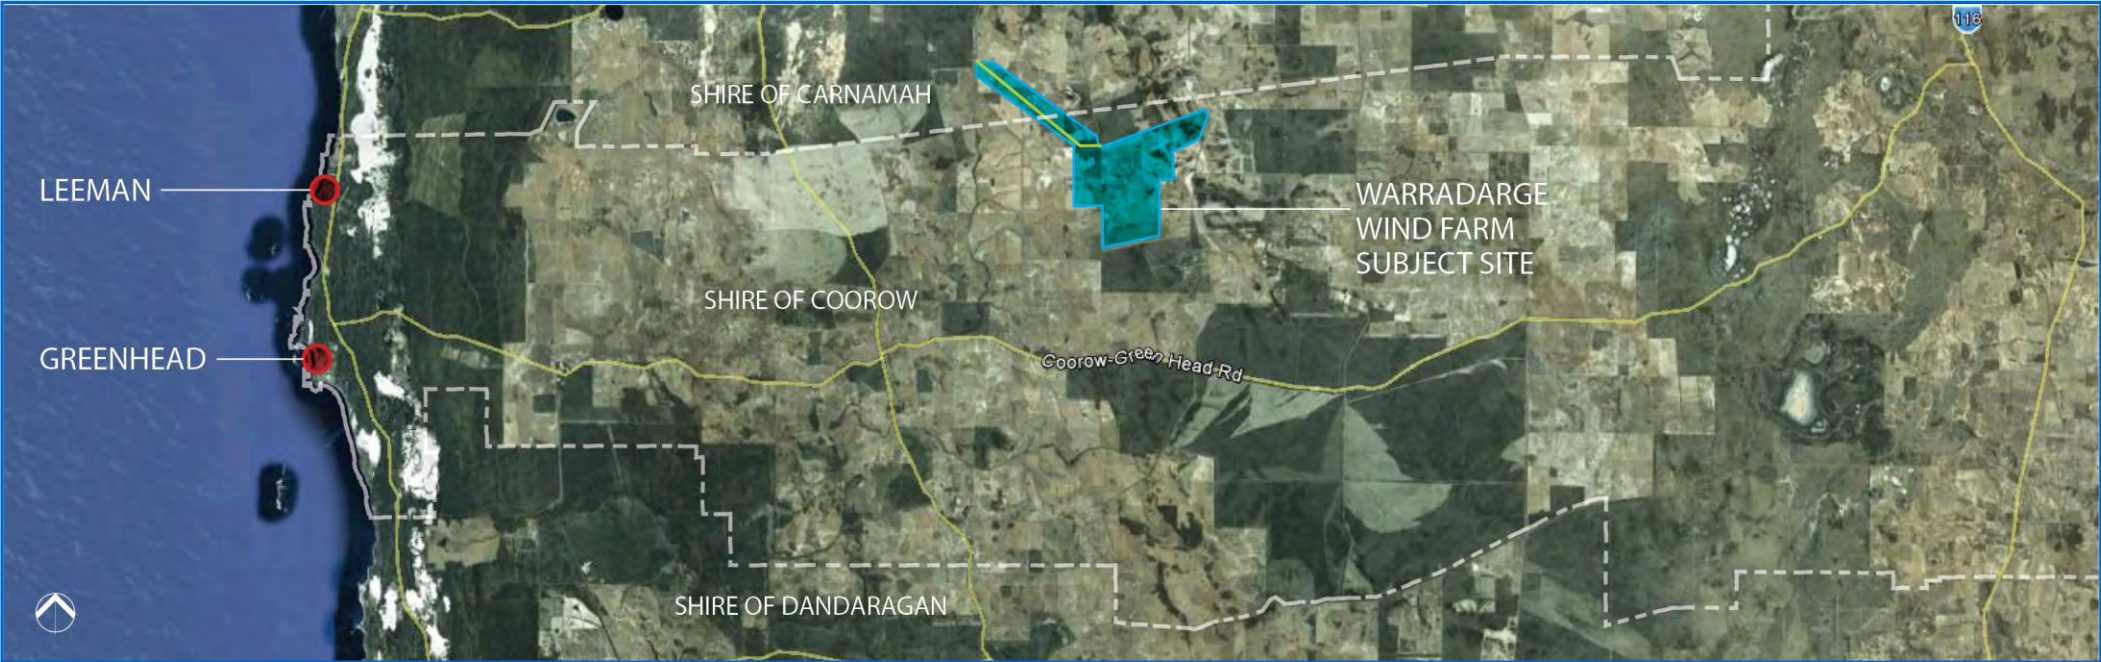 116
SHIRE OF CARNAMAH
LEEMAN
WARRADARGE
WIND FARM
SUBJECT SITE
SHIRE OF COOROW
GREENHEAD
Coorow-Green Head Rd
SHIRE OF DANDARAGAN